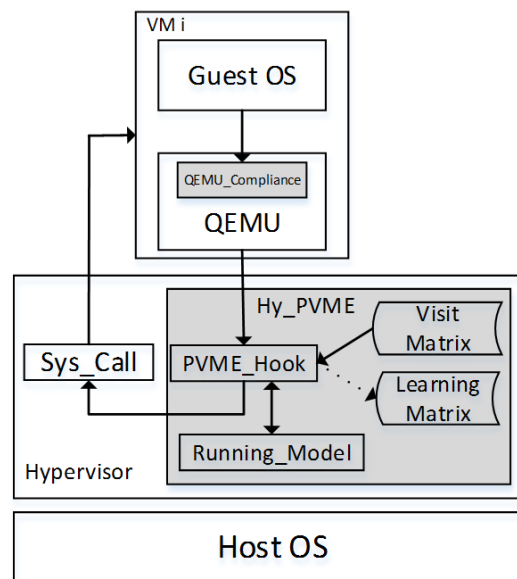 VM i
Guest OS
QEMU_Compliance
QEMU
Hy_PVME
Visit
Matrix
Sys_Call
PVME_Hook
Learning
Matrix
Running_Model
Hypervisor
Host OS